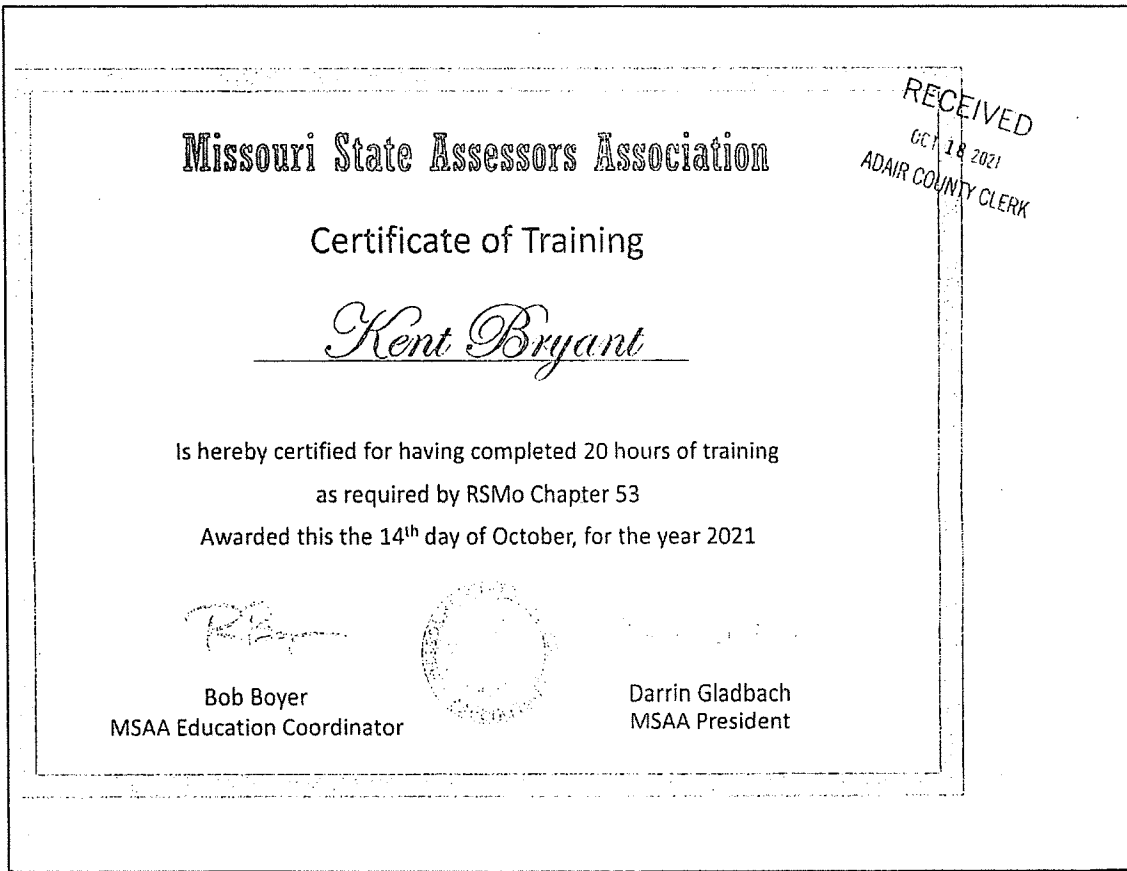 RECEIVED
OCT 18 2021
ADAIR COUNTY CLERK
Missouri State Assessors Association
Certificate of Training
Kent Bryant
Is hereby certified for having completed 20 hours of training
as required by RSMo Chapter 53
Awarded this the 14th day of October, for the year 2021
Bob Boyer
MSAA Education Coordinator
Darrin Gladbach
MSAA President